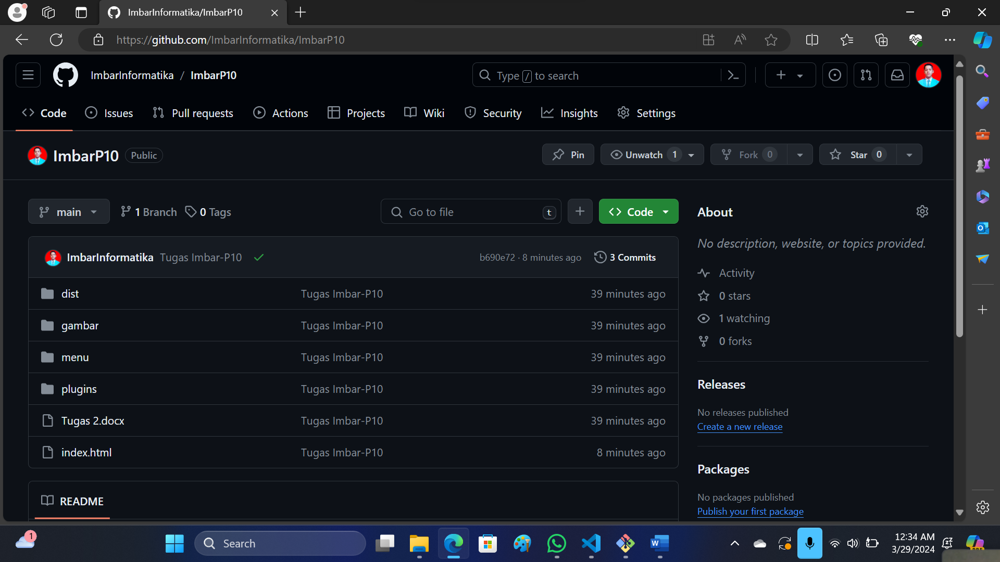 ImbarInformatika/ImbarP10
https://github.com/ImbarInformatika/ImbarP10
ImbarInformatika / ImbarP10
Type / to search
Code Issues Pull requests Actions Projects Wiki Security Insights Settings
ImbarP10 Public
Pin Unwatch 1 Fork 0 Star 0
main 1 Branch 0 Tags Go to file t Code
ImbarInformatika Tugas Imbar-P10 b690e72 · 8 minutes ago 3 Commits
dist Tugas Imbar-P10 39 minutes ago
gambar Tugas Imbar-P10 39 minutes ago
menu Tugas Imbar-P10 39 minutes ago
plugins Tugas Imbar-P10 39 minutes ago
Tugas 2.docx Tugas Imbar-P10 39 minutes ago
index.html Tugas Imbar-P10 8 minutes ago
README
About
No description, website, or topics provided.
Activity
0 stars
1 watching
0 forks
Releases
No releases published
Create a new release
Packages
No packages published
Publish your first package
1
Search
12:34 AM
3/29/2024